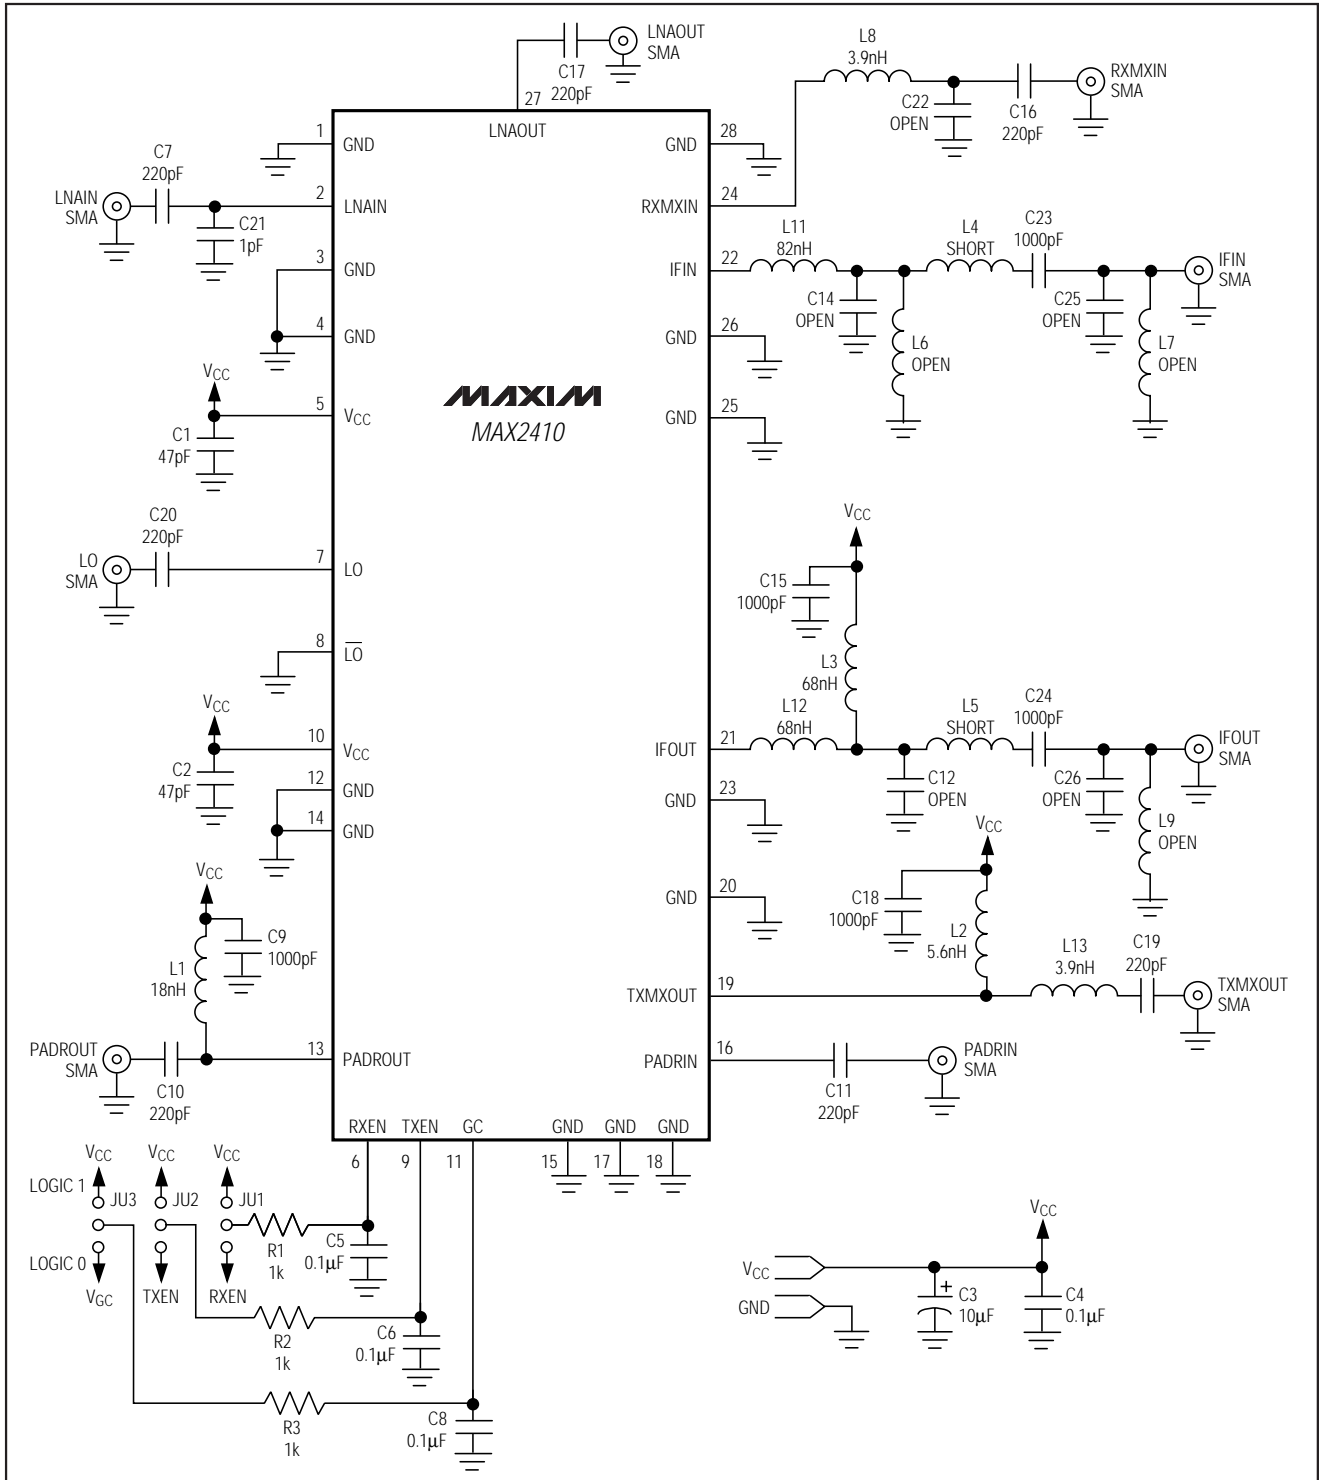 LNAOUT
SMA
C17
220pF
27
LNAOUT
L8
3.9nH
C22
OPEN
C16
220pF
RXMXIN
SMA
1
GND
28
GND
C7
220pF
LNAIN
SMA
2
LNAIN
C21
1pF
24
RXMXIN
3
GND
L11
82nH
L4
SHORT
C23
1000pF
22
IFIN
IFIN
SMA
C14
OPEN
L6
OPEN
C25
OPEN
L7
OPEN
4
GND
26
GND
VCC
5
VCC
C1
47pF
MAXIM
MAX2410
25
GND
C20
220pF
LO
SMA
7
LO
VCC
C15
1000pF
8
LO
L3
68nH
VCC
10
VCC
C2
47pF
L12
68nH
L5
SHORT
C24
1000pF
21
IFOUT
IFOUT
SMA
C12
OPEN
C26
OPEN
L9
OPEN
12
GND
14
GND
23
GND
VCC
VCC
C9
1000pF
L1
18nH
20
GND
C18
1000pF
L2
5.6nH
L13
3.9nH
C19
220pF
19
TXMXOUT
TXMXOUT
SMA
PADROUT
SMA
C10
220pF
13
PADROUT
16
PADRIN
C11
220pF
PADRIN
SMA
RXEN
TXEN
GC
GND
GND
GND
6
9
11
15
17
18
VCC
VCC
VCC
LOGIC 1
JU3
JU2
JU1
LOGIC 0
VGC
TXEN
RXEN
R1
1k
C5
0.1μF
R2
1k
C6
0.1μF
R3
1k
C8
0.1μF
VCC
VCC
GND
+
C3
10μF
C4
0.1μF